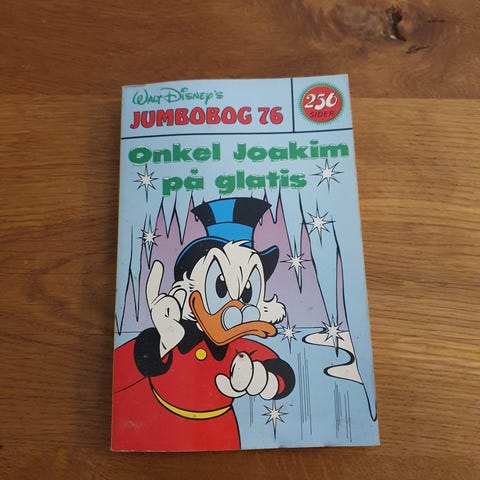 Walt Disney's
JUMBOBOG 76
256
SIDER
Onkel Joakim
på glatis